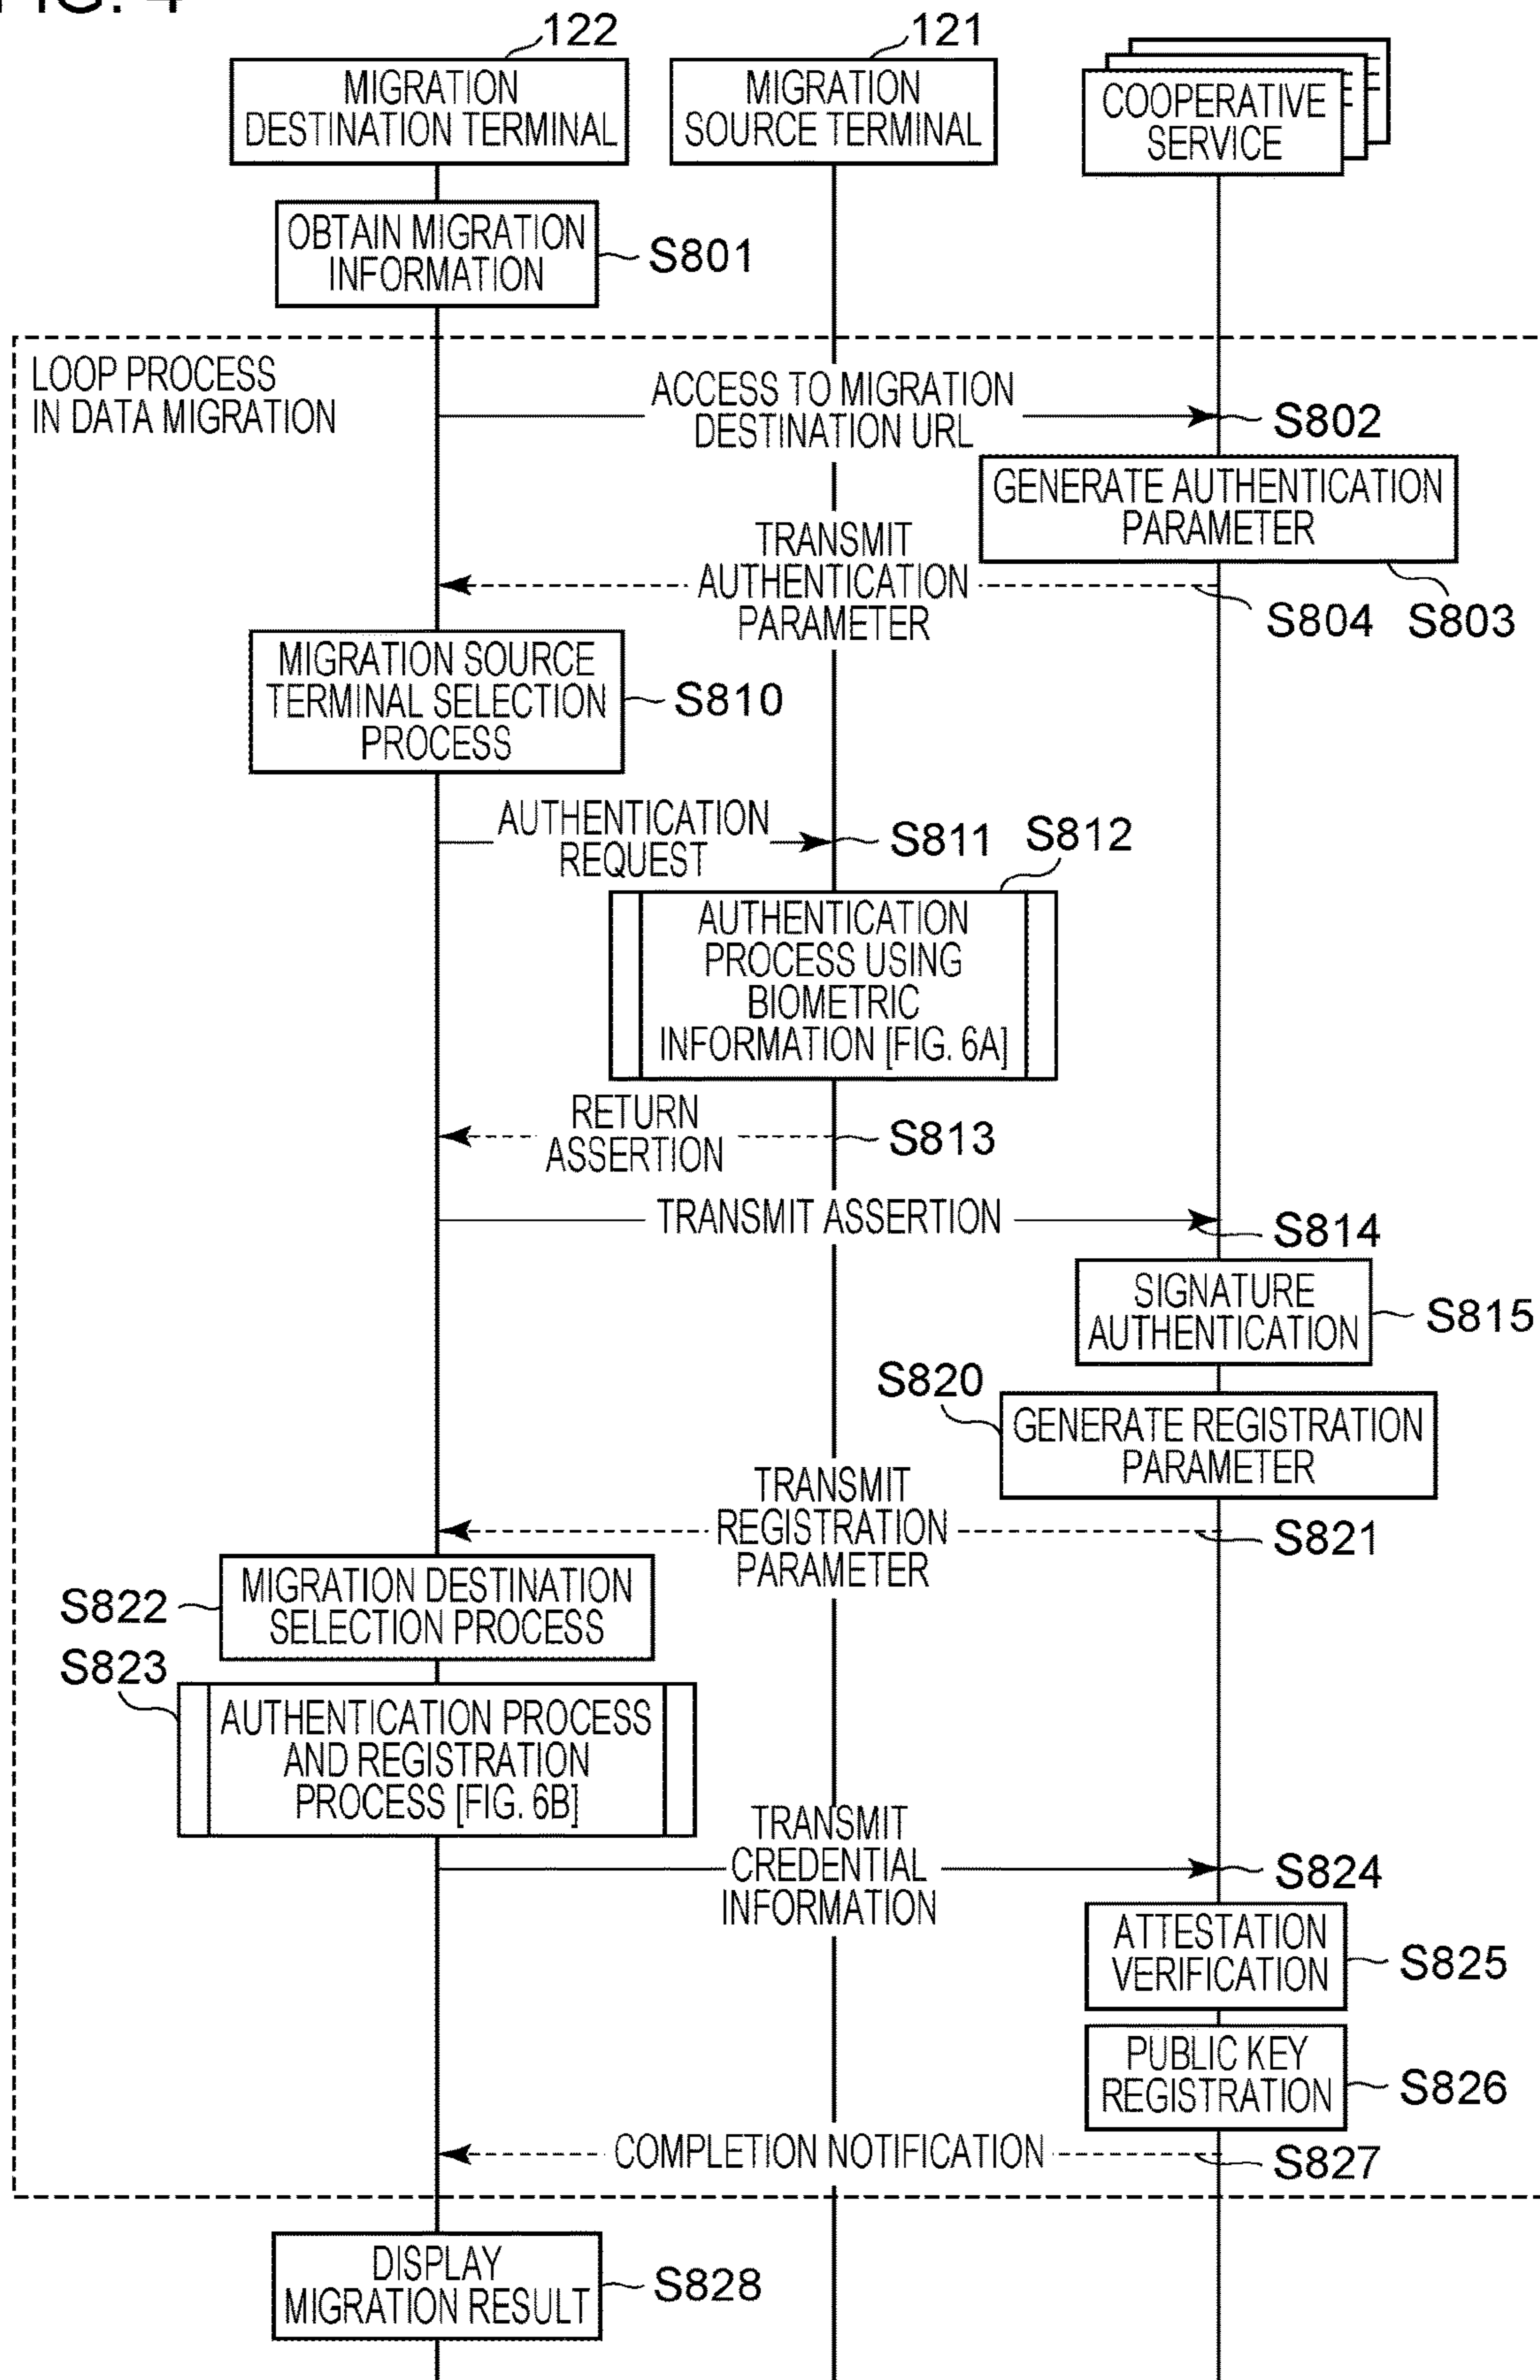 FIG. 4
122
121
MIGRATION
DESTINATION TERMINAL
MIGRATION
SOURCE TERMINAL
COOPERATIVE
SERVICE
OBTAIN MIGRATION
INFORMATION
S801
LOOP PROCESS
IN DATA MIGRATION
ACCESS TO MIGRATION
DESTINATION URL
S802
GENERATE AUTHENTICATION
PARAMETER
S803
TRANSMIT
AUTHENTICATION
PARAMETER
S804
MIGRATION SOURCE
TERMINAL SELECTION
PROCESS
S810
AUTHENTICATION
REQUEST
S811
S812
AUTHENTICATION
PROCESS USING
BIOMETRIC
INFORMATION [FIG. 6A]
RETURN
ASSERTION
S813
TRANSMIT ASSERTION
S814
SIGNATURE
AUTHENTICATION
S815
S820
GENERATE REGISTRATION
PARAMETER
TRANSMIT
REGISTRATION
PARAMETER
S821
MIGRATION DESTINATION
SELECTION PROCESS
S822
S823
AUTHENTICATION PROCESS
AND REGISTRATION
PROCESS [FIG. 6B]
TRANSMIT
CREDENTIAL
INFORMATION
S824
ATTESTATION
VERIFICATION
S825
PUBLIC KEY
REGISTRATION
S826
COMPLETION NOTIFICATION
S827
DISPLAY
MIGRATION RESULT
S828